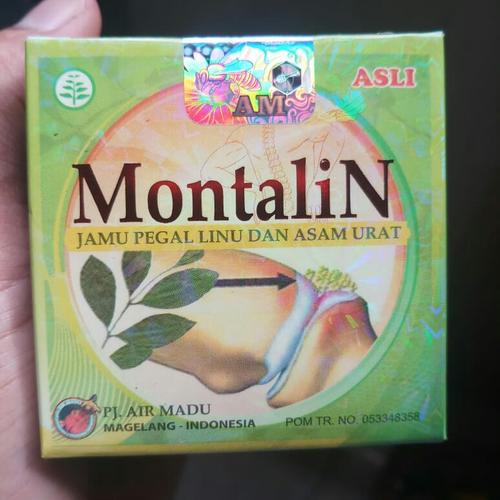 AM
ASLI
MontaliN
JAMU PEGAL LINU DAN ASAM URAT
PJ. AIR MADU
MAGELANG - INDONESIA
POM TR. NO. 053348358